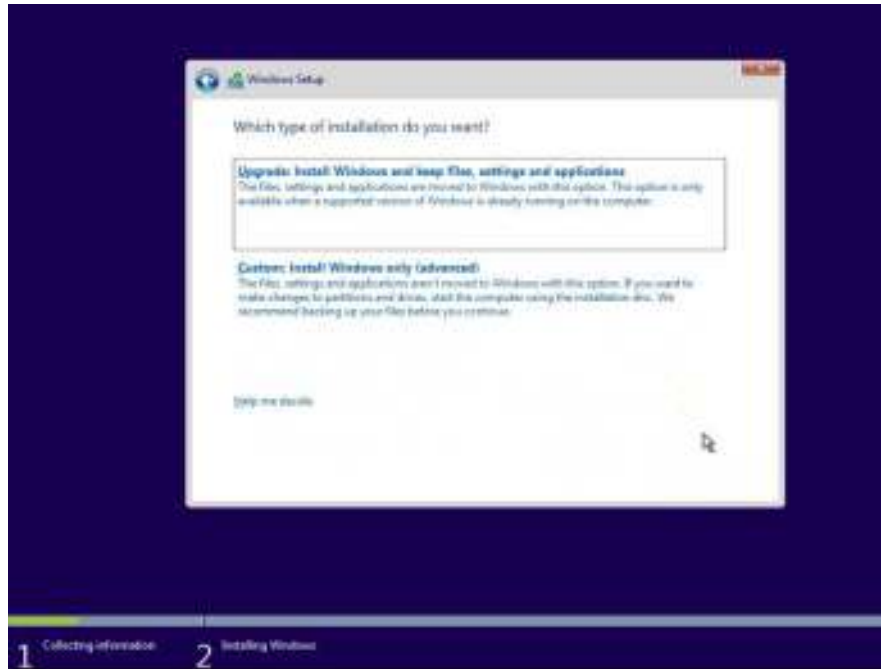 Windows Setup
Which type of installation do you want?
Upgrade: Install Windows and keep files, settings and applications
The files, settings and applications are moved to Windows with this option. This option is only
available when a supported version of Windows is already running on the computer.
Custom: Install Windows only (advanced)
The files, settings and applications aren't moved to Windows with this option. If you want to
make changes to partitions and drives, start the computer using the installation disc. We
recommend backing up your files before you continue.
Help me decide
1 Collecting information
2 Installing Windows